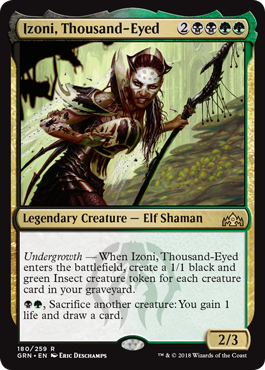 Izoni, Thousand-Eyed 2
Legendary Creature — Elf Shaman
Undergrowth — When Izoni, Thousand-Eyed
enters the battlefield, create a 1/1 black and
green Insect creature token for each creature
card in your graveyard.
, Sacrifice another creature: You gain 1
life and draw a card.
2/3
180/259 R
GRN • EN Eric Deschamps
™ & © 2018 Wizards of the Coast